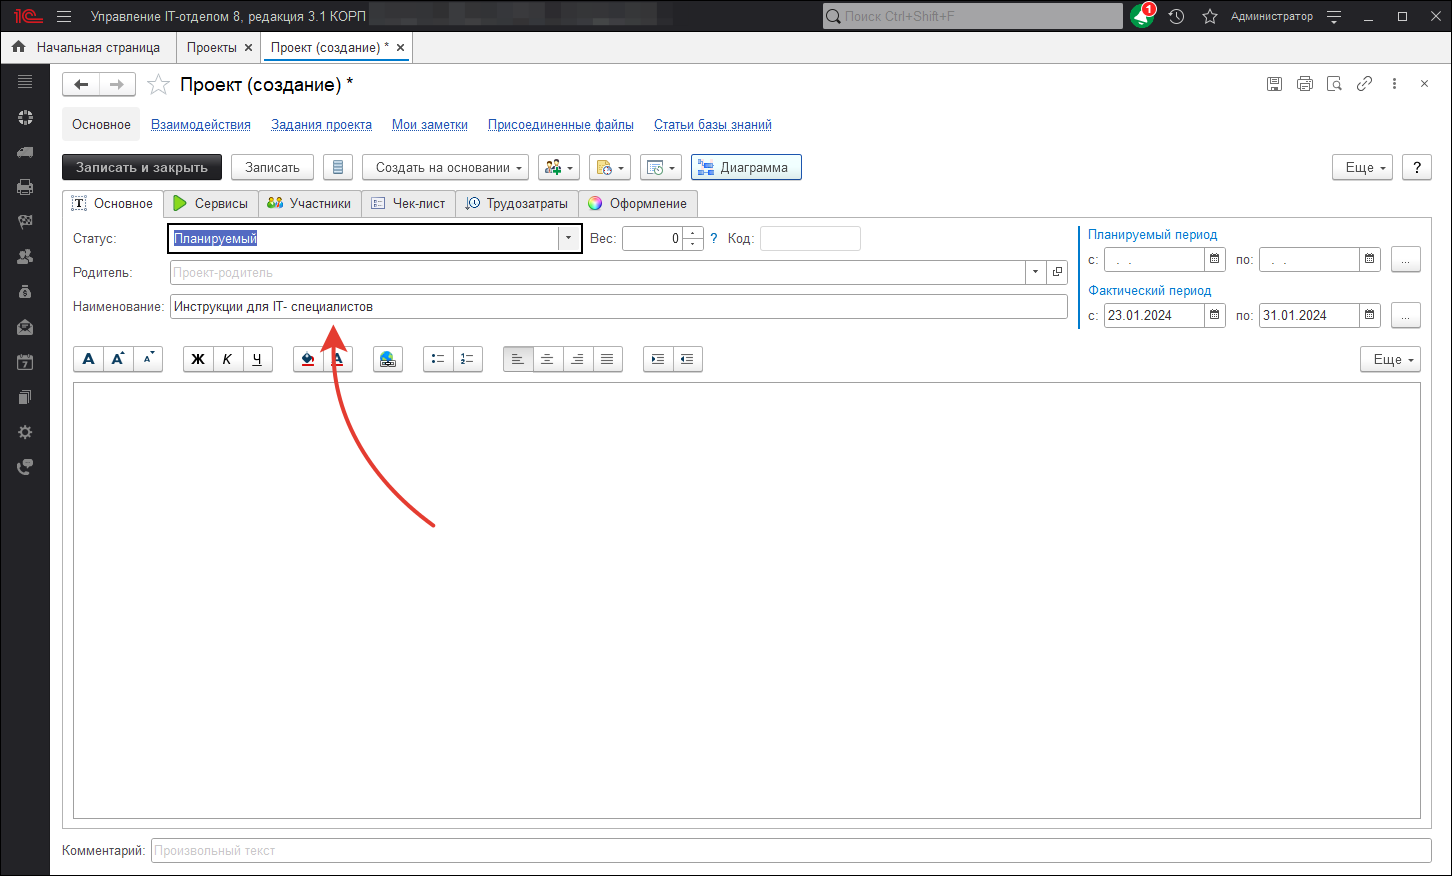 1С Управление IT-отделом 8, редакция 3.1 КОРП Поиск Ctrl+Shift+F 1 Администратор
Начальная страница Проекты × Проект (создание) * ×
Проект (создание) *
Основное Взаимодействия Задания проекта Мои заметки Присоединенные файлы Статьи базы знаний
Записать и закрыть Записать Создать на основании Диаграмма Еще ?
Основное Сервисы Участники Чек-лист Трудозатраты Оформление
Статус: Планируемый Вес: 0 ? Код:
Планируемый период
с: . . по: . . ...
Родитель: Проект-родитель
Фактический период
Наименование: Инструкции для IT- специалистов
с: 23.01.2024 по: 31.01.2024 ...
А А А Ж К Ч А Еще
7
Комментарий: Произвольный текст